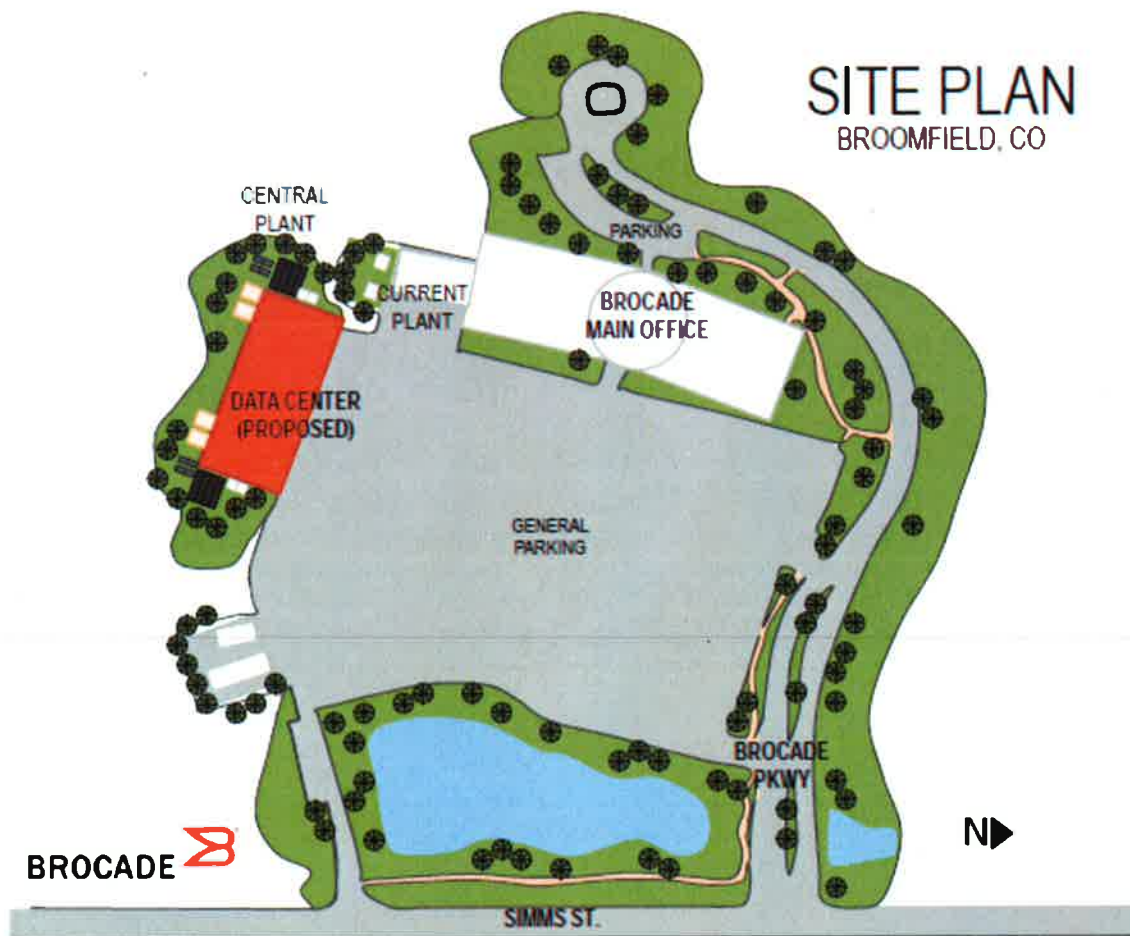 SITE PLAN
BROOMFIELD, CO
CENTRAL
PLANT
PARKING
CURRENT
PLANT
BROCADE
MAIN OFFICE
DATA CENTER
(PROPOSED)
GENERAL
PARKING
BROCADE
PKWY
N
BROCADE
SIMMS ST.